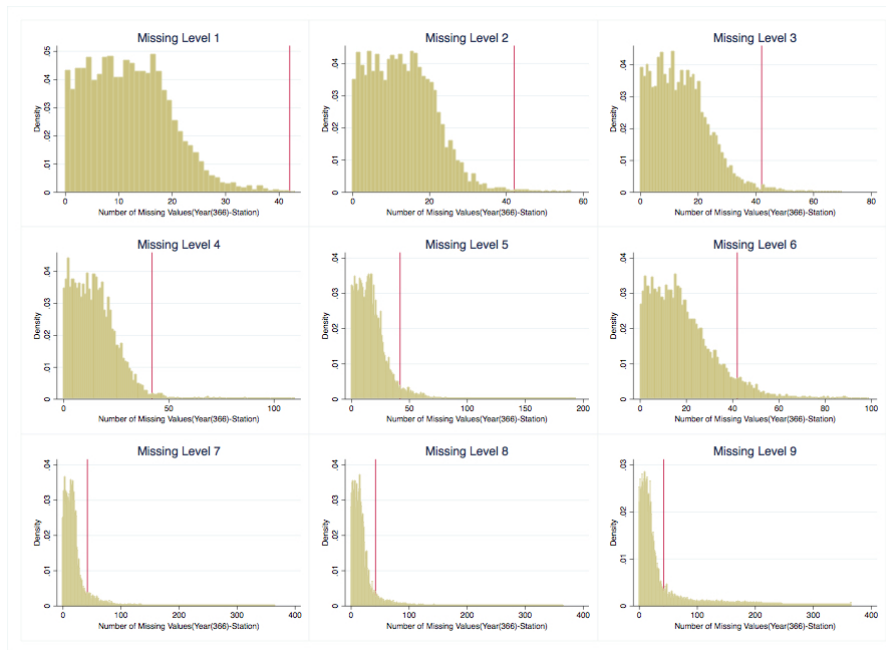 Missing Level 1
Density
0 .01 .02 .03 .04 .05
0 10 20 30 40
Number of Missing Values(Year(366)-Station)
Missing Level 2
Density
0 .01 .02 .03 .04
0 20 40 60
Number of Missing Values(Year(366)-Station)
Missing Level 3
Density
0 .01 .02 .03 .04
0 20 40 60 80
Number of Missing Values(Year(366)-Station)
Missing Level 4
Density
0 .01 .02 .03 .04
0 50 100
Number of Missing Values(Year(366)-Station)
Missing Level 5
Density
0 .01 .02 .03 .04
0 50 100 150 200
Number of Missing Values(Year(366)-Station)
Missing Level 6
Density
0 .01 .02 .03 .04
0 20 40 60 80 100
Number of Missing Values(Year(366)-Station)
Missing Level 7
Density
0 .01 .02 .03 .04
0 100 200 300 400
Number of Missing Values(Year(366)-Station)
Missing Level 8
Density
0 .01 .02 .03 .04
0 100 200 300 400
Number of Missing Values(Year(366)-Station)
Missing Level 9
Density
0 .01 .02 .03
0 100 200 300 400
Number of Missing Values(Year(366)-Station)